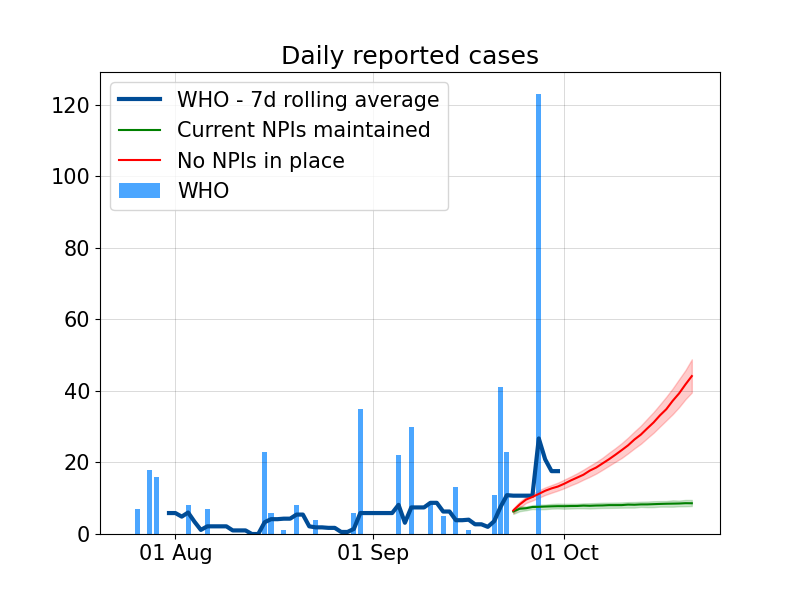 Daily reported cases
WHO - 7d rolling average
Current NPIs maintained
No NPIs in place
WHO
120
100
80
60
40
20
0
01 Aug
01 Sep
01 Oct